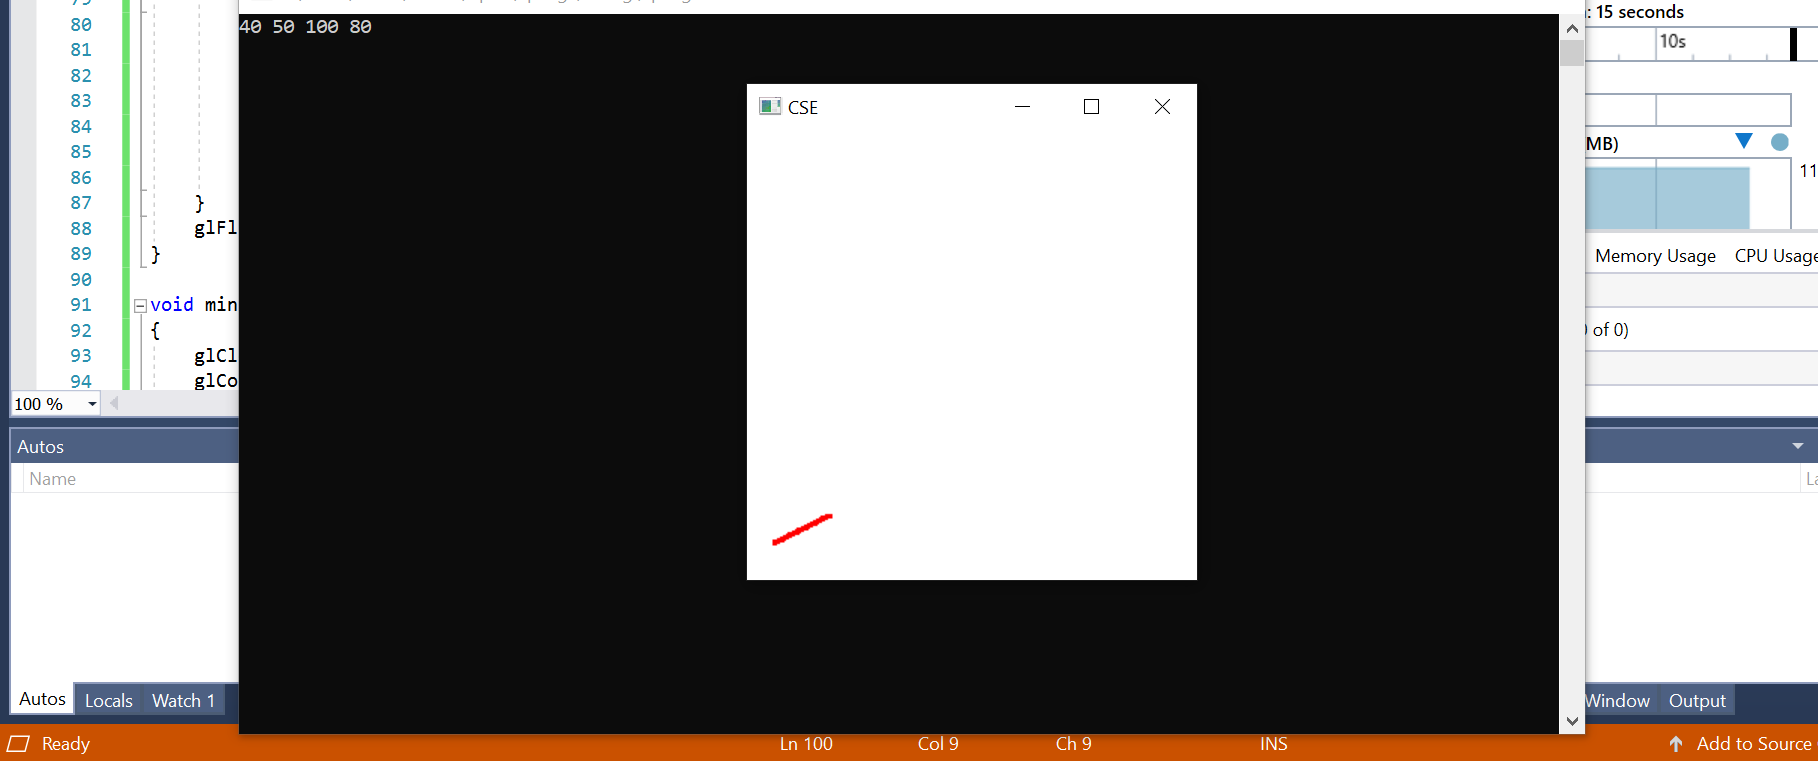 79
80
81
82
83
84
85
86
87 }
88 glFl
89 }
90
91 void min
92 {
93 glCl
94 glCo
100 %
40 50 100 80
CSE
: 15 seconds
10s
MB)
11
Memory Usage CPU Usage
of 0)
Autos
Name
La
Autos Locals Watch 1
Window Output
Ready Ln 100 Col 9 Ch 9 INS Add to Source